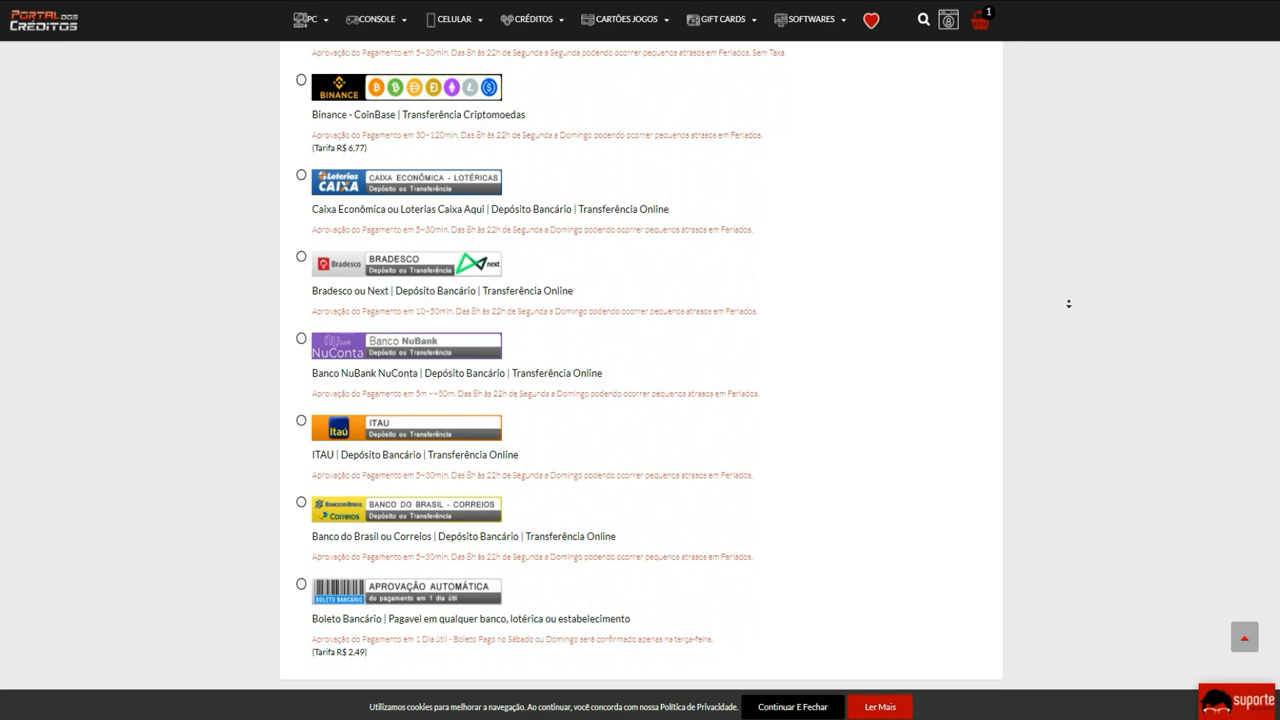 PORTAL DOS CRÉDITOS
PC CONSOLE CELULAR CRÉDITOS CARTÕES JOGOS GIFT CARDS SOFTWARES 1
Aprovação do Pagamento em 5~30min. Das 8h às 22h de Segunda a Segunda podendo ocorrer pequenos atrasos em Feriados. Sem Taxa
BINANCE
Binance - CoinBase | Transferência Criptomoedas
Aprovação do Pagamento em 30~120min. Das 8h às 22h de Segunda a Domingo podendo ocorrer pequenos atrasos em Feriados.
(Tarifa R$ 6,77)
Loterias CAIXA CAIXA ECONÔMICA - LOTÉRICAS
Depósito ou Transferência
Caixa Econômica ou Loterias Caixa Aqui | Depósito Bancário | Transferência Online
Aprovação do Pagamento em 5~30min. Das 8h às 22h de Segunda a Domingo podendo ocorrer pequenos atrasos em Feriados.
Bradesco BRADESCO next
Depósito ou Transferência
Bradesco ou Next | Depósito Bancário | Transferência Online
Aprovação do Pagamento em 10~50min. Das 8h às 22h de Segunda a Domingo podendo ocorrer pequenos atrasos em Feriados.
NuConta Banco NuBank
Depósito ou Transferência
Banco NuBank NuConta | Depósito Bancário | Transferência Online
Aprovação do Pagamento em 5m ~~30m. Das 8h às 22h de Segunda a Domingo podendo ocorrer pequenos atrasos em Feriados.
Itaú ITAU
Depósito ou Transferência
ITAU | Depósito Bancário | Transferência Online
Aprovação do Pagamento em 5~30min. Das 8h às 22h de Segunda a Domingo podendo ocorrer pequenos atrasos em Feriados.
BANCO DO BRASIL Correios BANCO DO BRASIL - CORREIOS
Depósito ou Transferência
Banco do Brasil ou Correios | Depósito Bancário | Transferência Online
Aprovação do Pagamento em 5~30min. Das 8h às 22h de Segunda a Domingo podendo ocorrer pequenos atrasos em Feriados.
BOLETO BANCÁRIO APROVAÇÃO AUTOMÁTICA
do pagamento em 1 dia útil
Boleto Bancário | Pagavel em qualquer banco, lotérica ou estabelecimento
Aprovação do Pagamento em 1 Dia útil - Boleto Pago no Sábado ou Domingo será confirmado apenas na terça-feira.
(Tarifa R$ 2,49)
Utilizamos cookies para melhorar a navegação. Ao continuar, você concorda com nossa Política de Privacidade. Continuar E Fechar Ler Mais
suporte